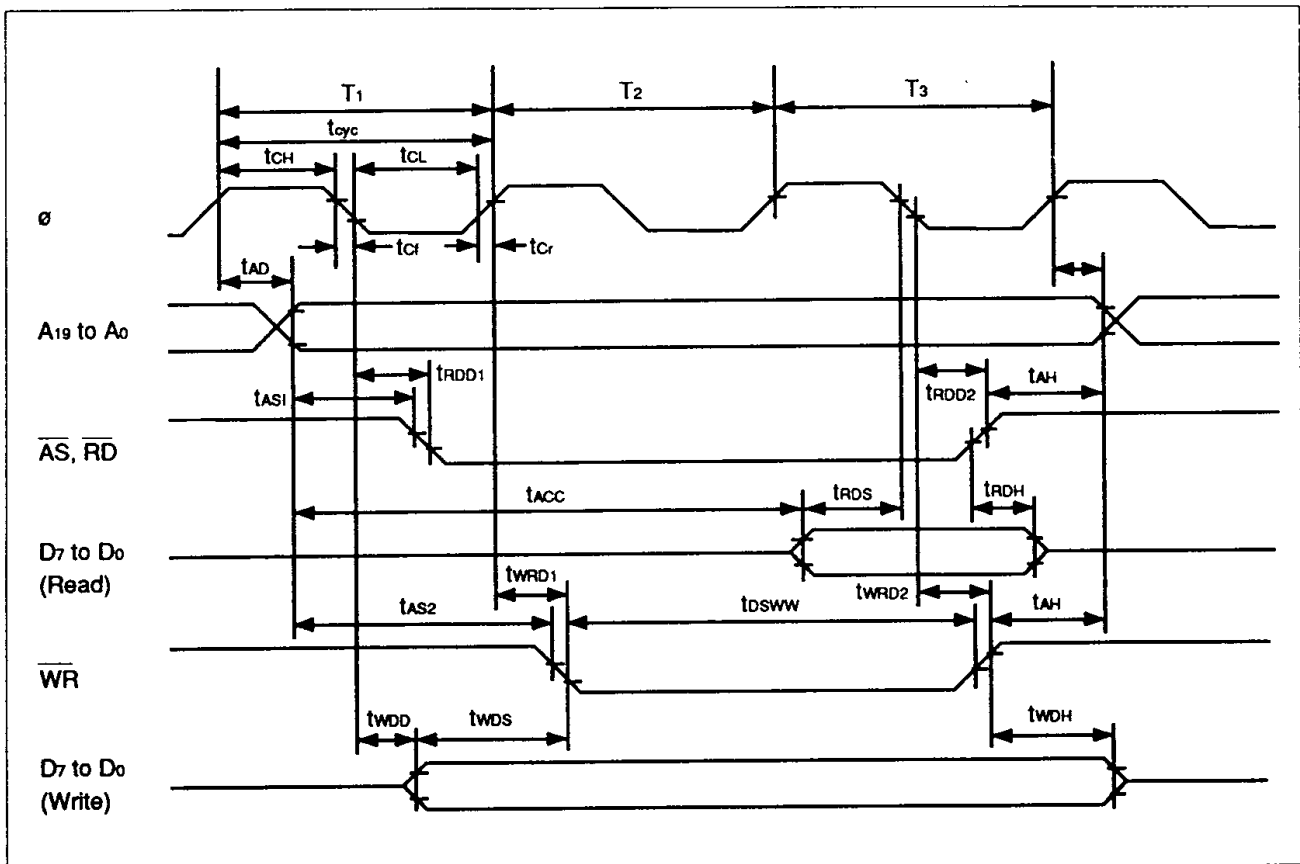 T1 T2 T3
tcyc
tCH tCL
ø
tCf tCr
tAD
A19 to A0
tRDD1 tRDD2 tAH
tASI
AS, RD
tACC tRDS tRDH
D7 to D0
(Read)
tWRD1 tWRD2
tAS2 tDSWW tAH
WR
tWDD tWDS tWDH
D7 to D0
(Write)